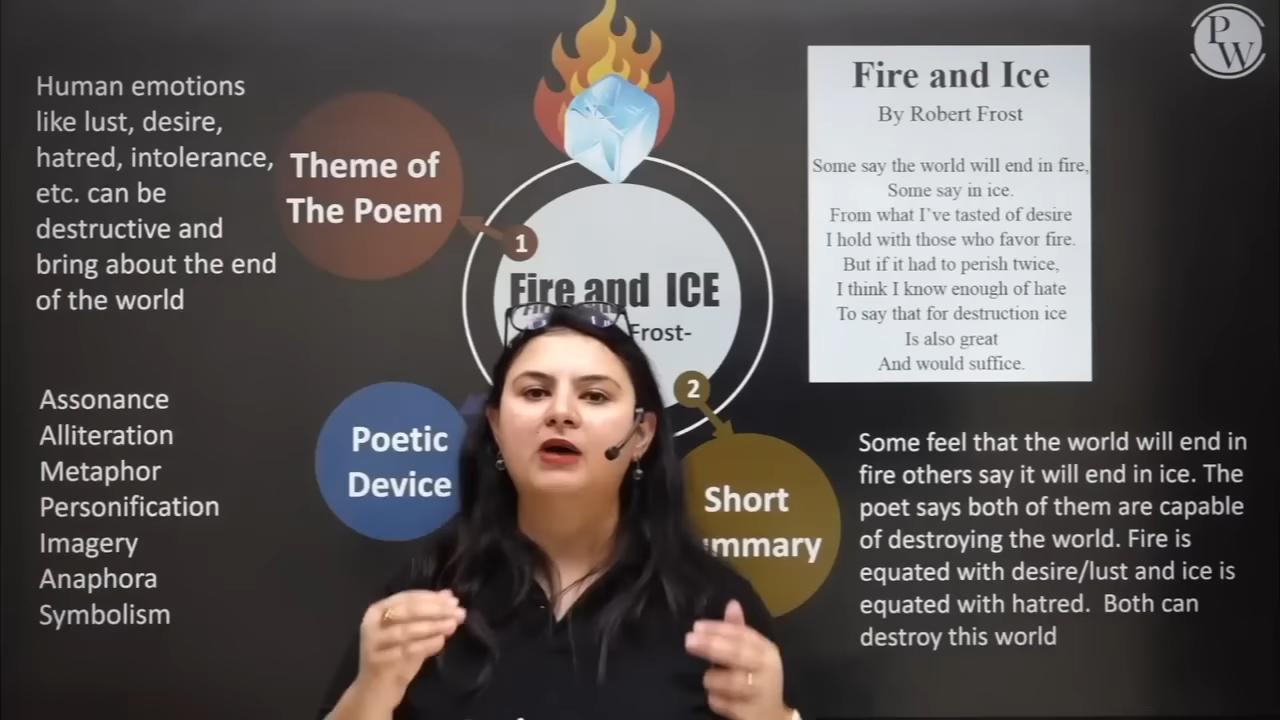 P
W
Human emotions
like lust, desire,
hatred, intolerance,
etc. can be
destructive and
bring about the end
of the world
Theme of
The Poem
1
Fire and ICE
Frost-
2
Fire and Ice
By Robert Frost
Some say the world will end in fire,
Some say in ice.
From what I’ve tasted of desire
I hold with those who favor fire.
But if it had to perish twice,
I think I know enough of hate
To say that for destruction ice
Is also great
And would suffice.
Assonance
Alliteration
Metaphor
Personification
Imagery
Anaphora
Symbolism
Poetic
Device
Short
ummary
Some feel that the world will end in
fire others say it will end in ice. The
poet says both of them are capable
of destroying the world. Fire is
equated with desire/lust and ice is
equated with hatred.  Both can
destroy this world